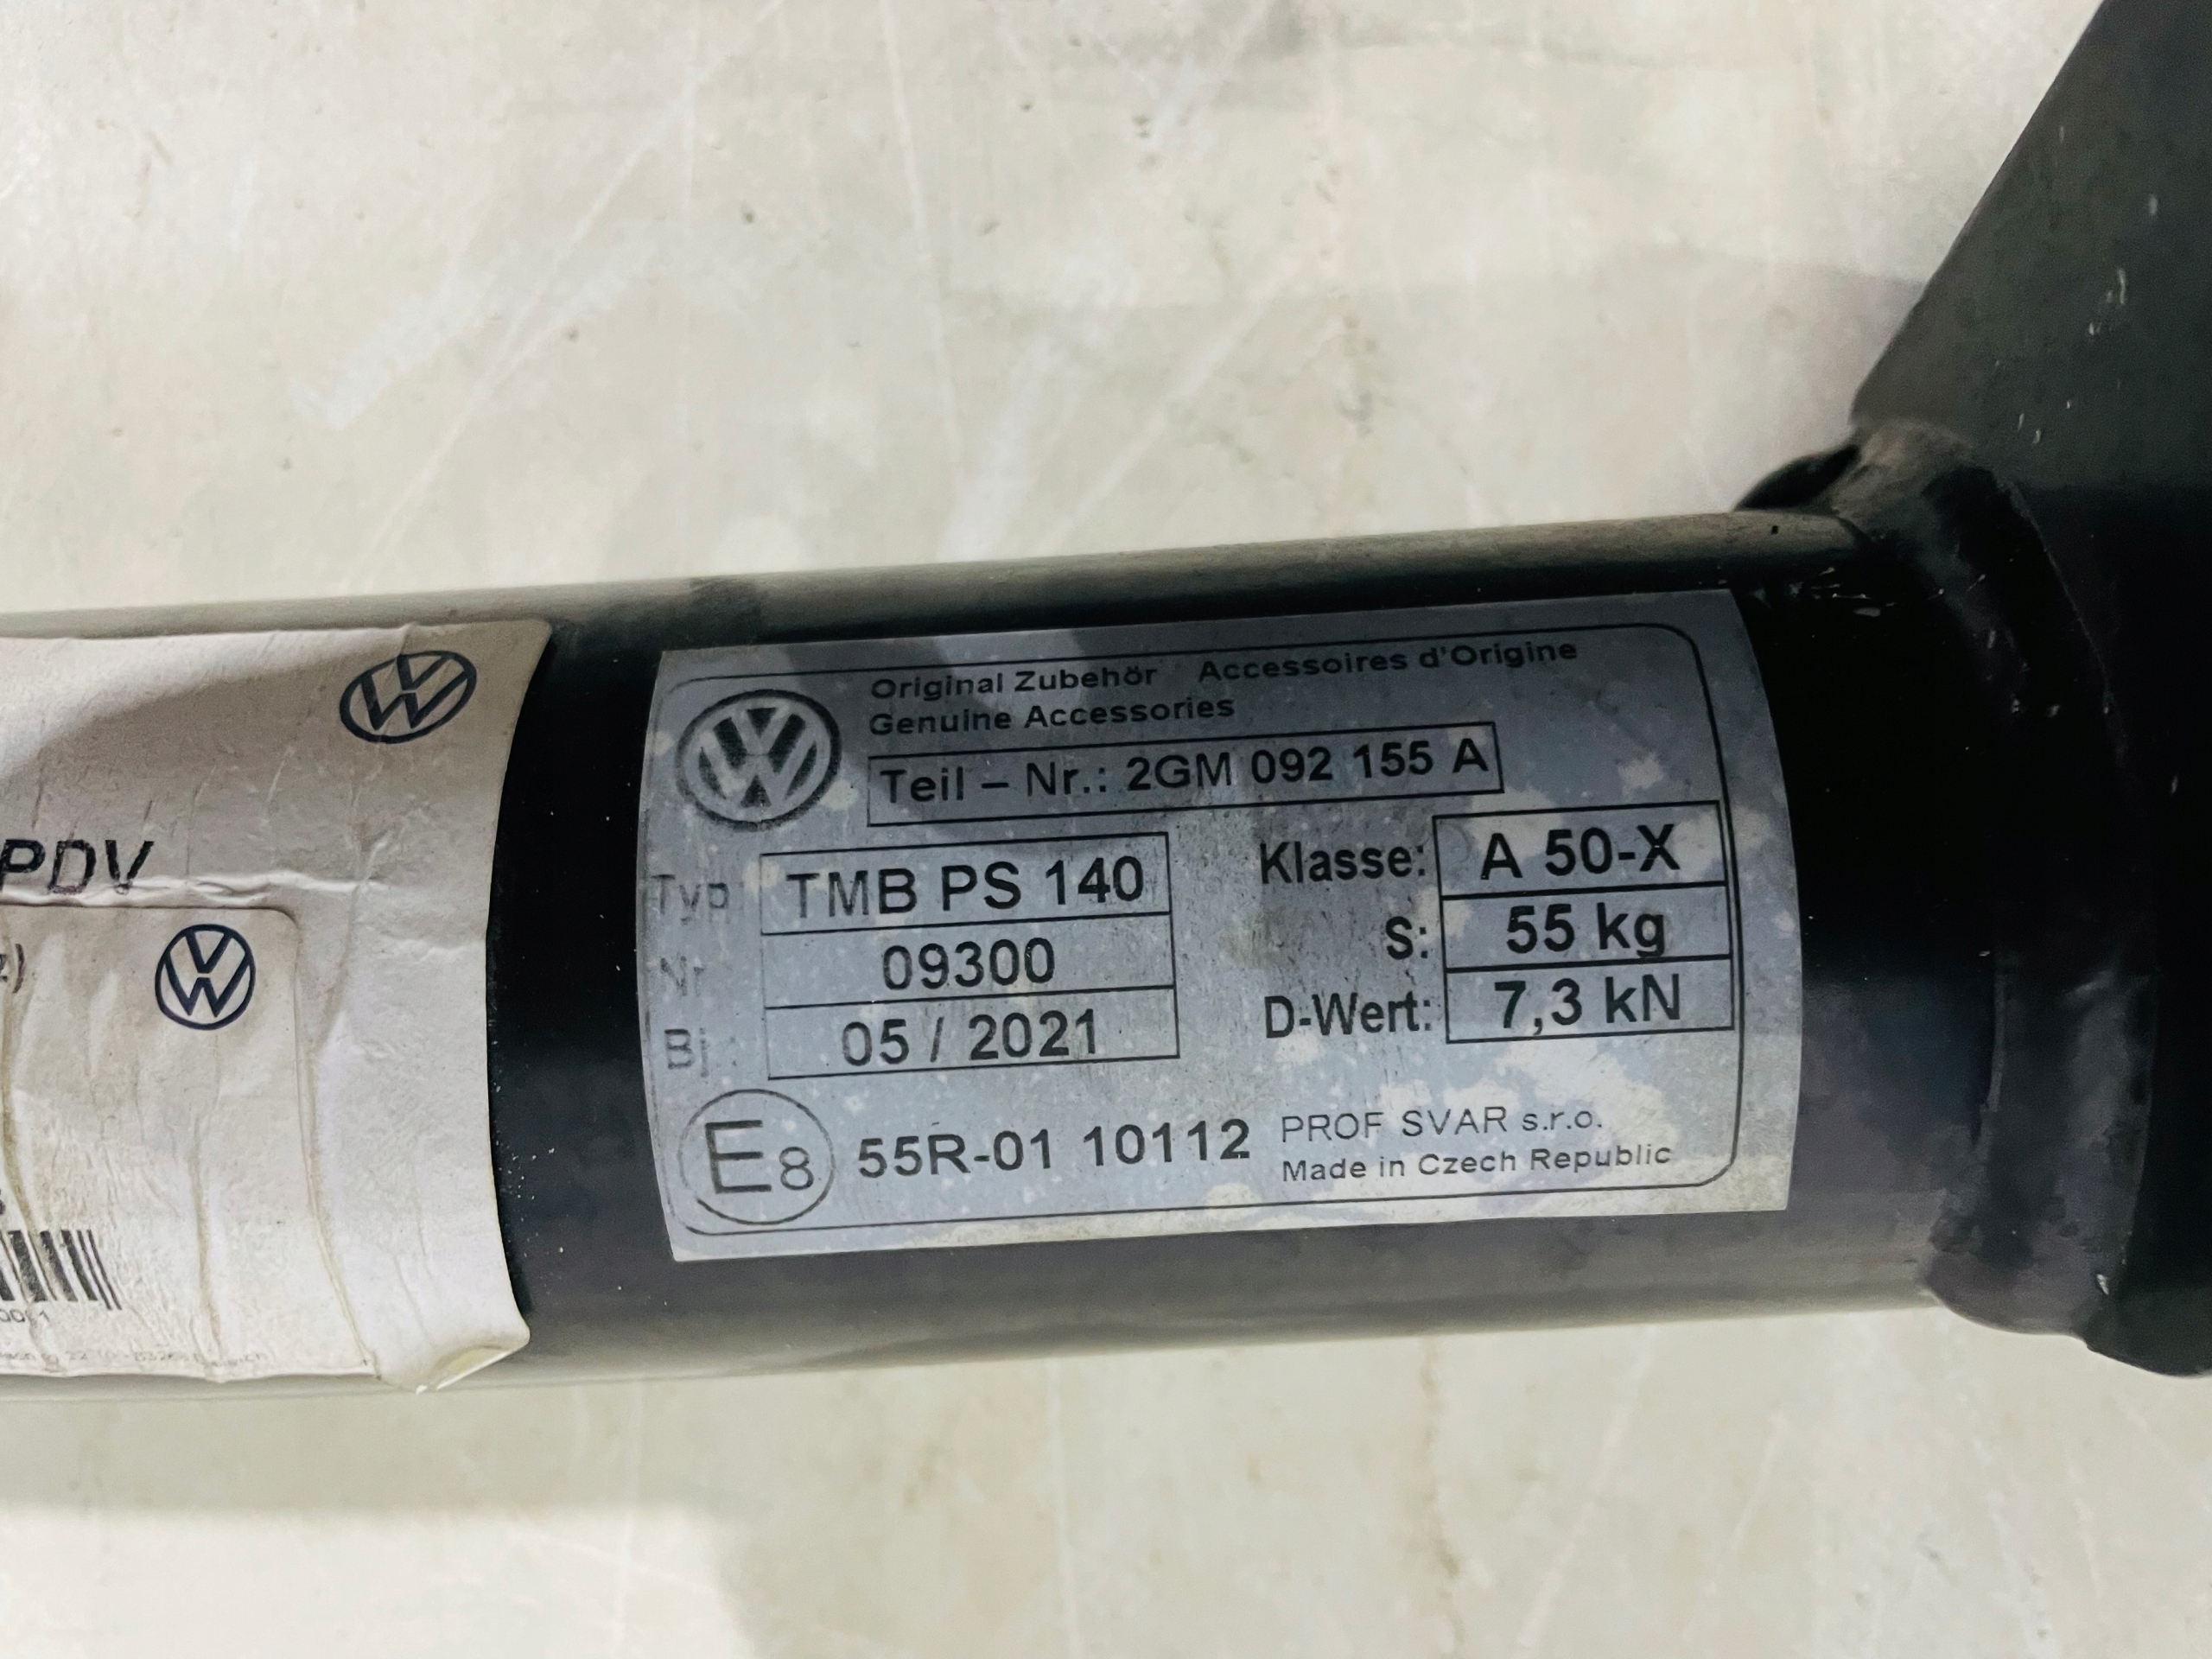 PDV
Original Zubehör Accessoires d'Origine
Genuine Accessories
Teil – Nr.: 2GM 092 155 A
Typ: TMB PS 140
Klasse: A 50-X
Nr. 09300
S: 55 kg
Bj.: 05 / 2021
D-Wert: 7,3 kN
E8 55R-01 10112
PROF SVAR s.r.o.
Made in Czech Republic